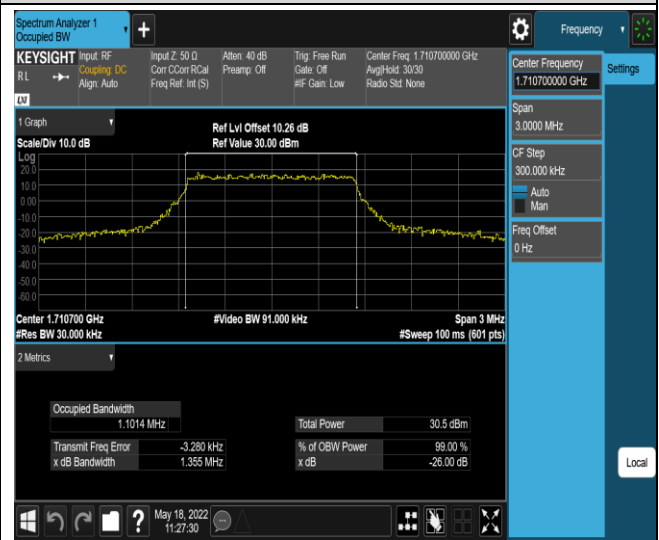 Spectrum Analyzer 1
Occupied BW
+
Frequency
KEYSIGHT
RL
LXI
Input: RF
Coupling: DC
Align: Auto
Input Z: 50 Ω
Corr CCorr RCal
Freq Ref: Int (S)
Atten: 40 dB
Preamp: Off
Trig: Free Run
Gate: Off
#IF Gain: Low
Center Freq: 1.710700000 GHz
Avg|Hold: 30/30
Radio Std: None
Center Frequency
1.710700000 GHz
Settings
Span
3.0000 MHz
CF Step
300.000 kHz
Auto
Man
Freq Offset
0 Hz
1 Graph
Scale/Div 10.0 dB
Ref Lvl Offset 10.26 dB
Ref Value 30.00 dBm
Log
20.0
10.0
0.00
-10.0
-20.0
-30.0
-40.0
-50.0
-60.0
Center 1.710700 GHz
#Video BW 91.000 kHz
Span 3 MHz
#Res BW 30.000 kHz
#Sweep 100 ms (601 pts)
2 Metrics
Occupied Bandwidth
1.1014 MHz
Total Power 30.5 dBm
Transmit Freq Error -3.280 kHz
% of OBW Power 99.00 %
x dB Bandwidth 1.355 MHz
x dB -26.00 dB
Local
?
May 18, 2022
11:27:30